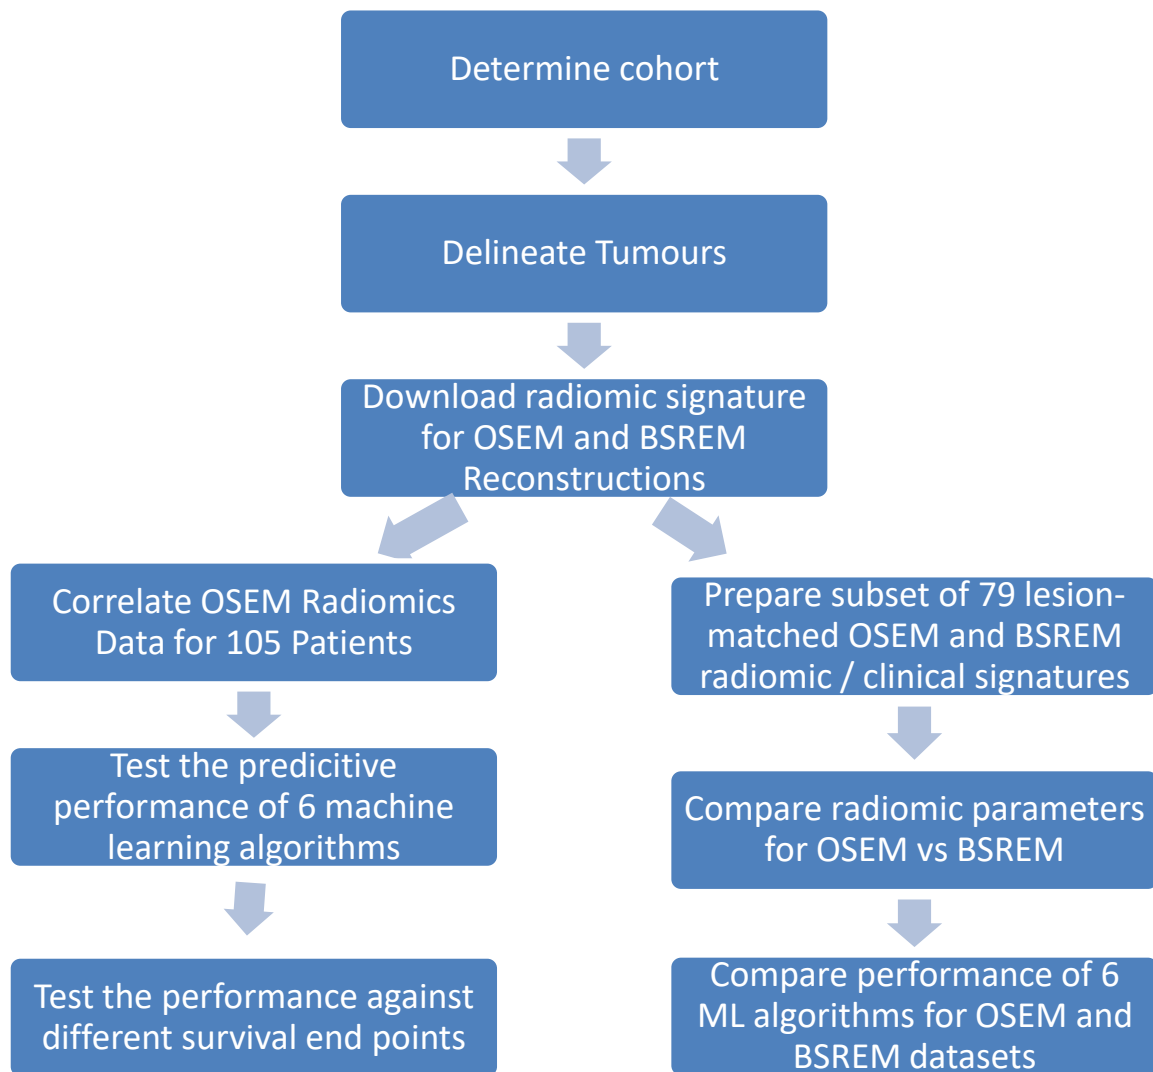 Determine cohort
Delineate Tumours
Download radiomic signature
for OSEM and BSREM
Reconstructions
Correlate OSEM Radiomics
Data for 105 Patients
Test the predicitive
performance of 6 machine
learning algorithms
Test the performance against
different survival end points
Prepare subset of 79 lesion-
matched OSEM and BSREM
radiomic / clinical signatures
Compare radiomic parameters
for OSEM vs BSREM
Compare performance of 6
ML algorithms for OSEM and
BSREM datasets